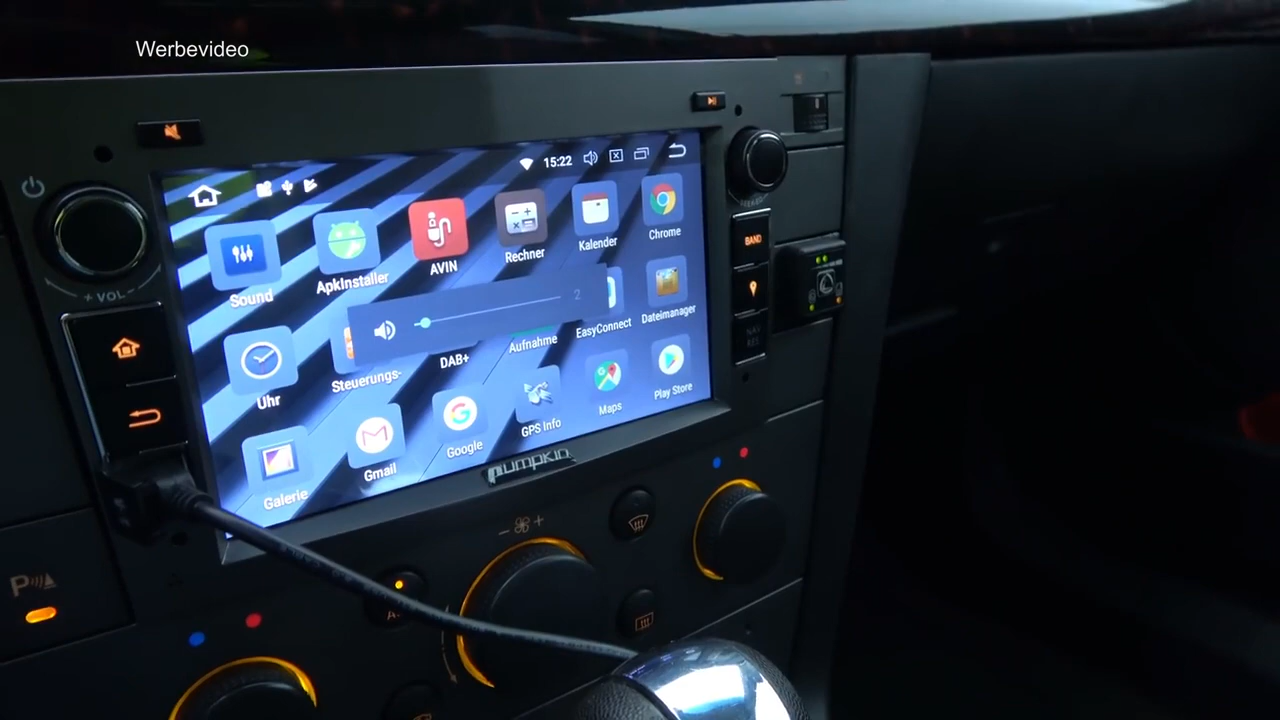 Werbevideo
15:22
VOL
Sound
ApkInstaller
AVIN
Rechner
Kalender
Chrome
BAND
2
Uhr
Steuerungs-
DAB+
Aufnahme
EasyConnect
Dateimanager
Galerie
Gmail
Google
GPS Info
Maps
Play Store
PUMPKIN
P